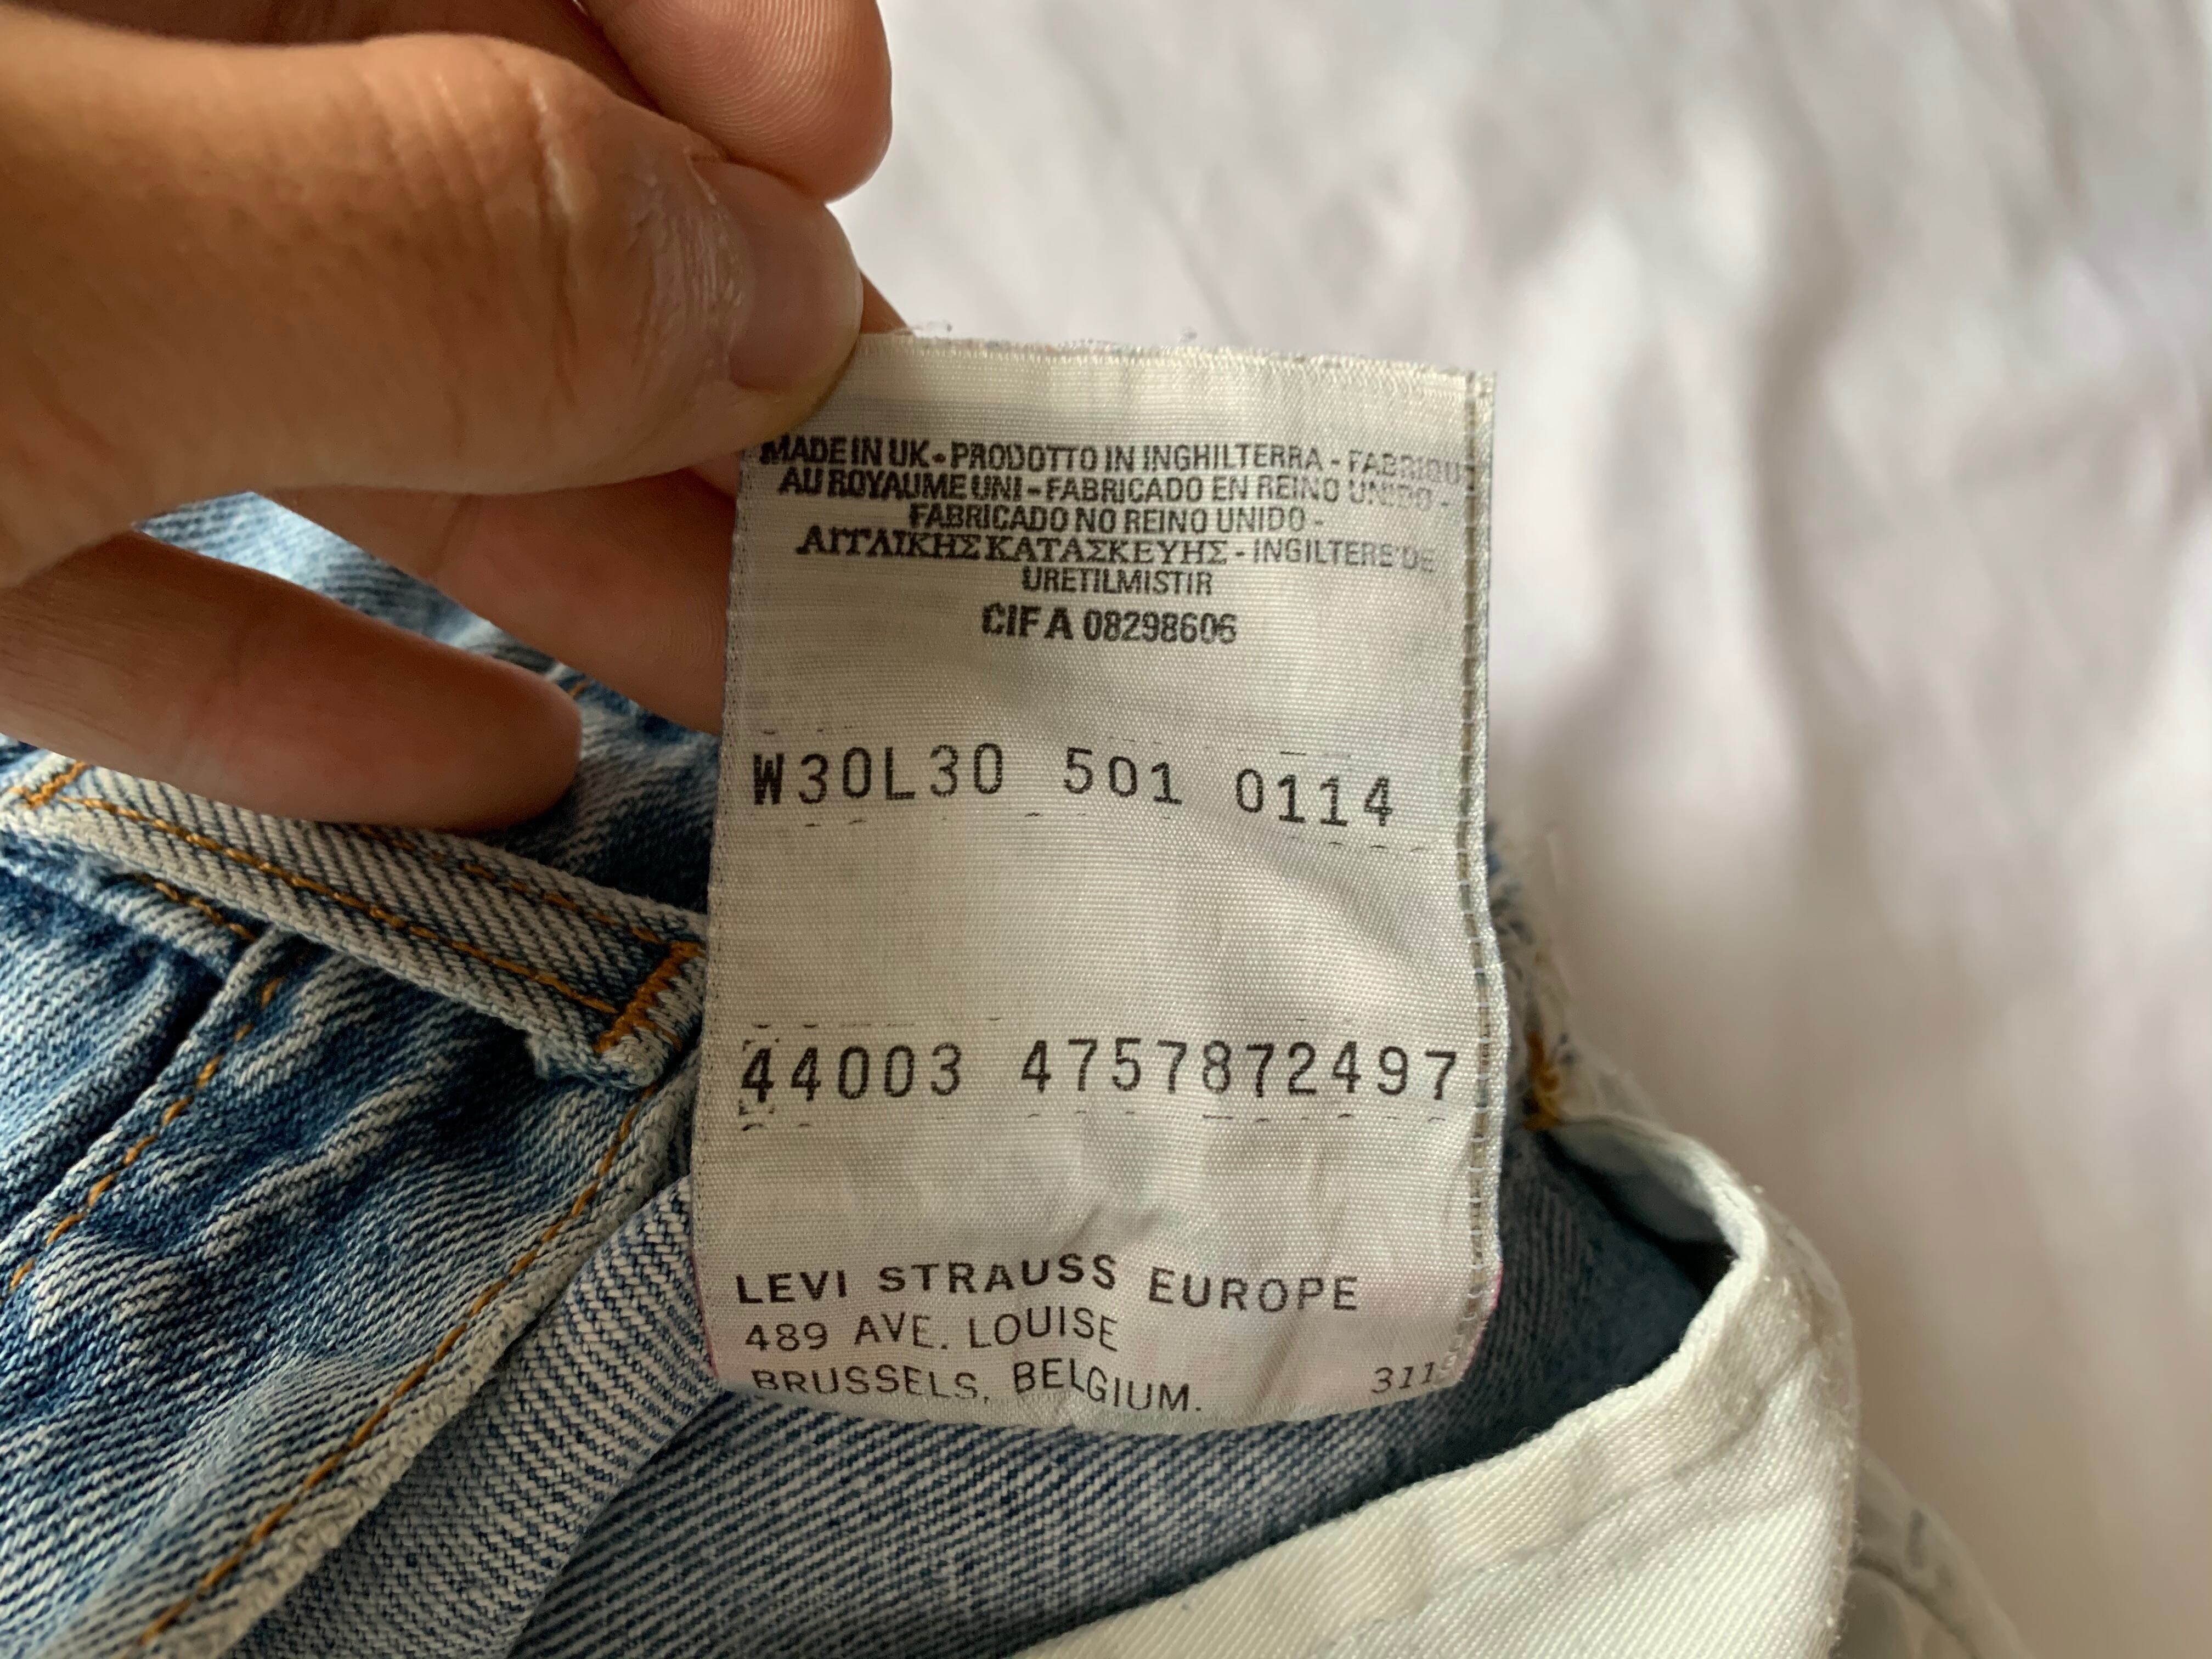 MADE IN UK - PRODOTTO IN INGHILTERRA - FABRIQU
AU ROYAUME UNI - FABRICADO EN REINO UNIDO -
FABRICADO NO REINO UNIDO -
ΑΓΓΛΙΚΗΣ ΚΑΤΑΣΚΕΥΗΣ - INGILTERE'DE
URETILMISTIR
CIF A 08298606
W30L30 501 0114
44003 4757872497
LEVI STRAUSS EUROPE
489 AVE. LOUISE
BRUSSELS, BELGIUM.